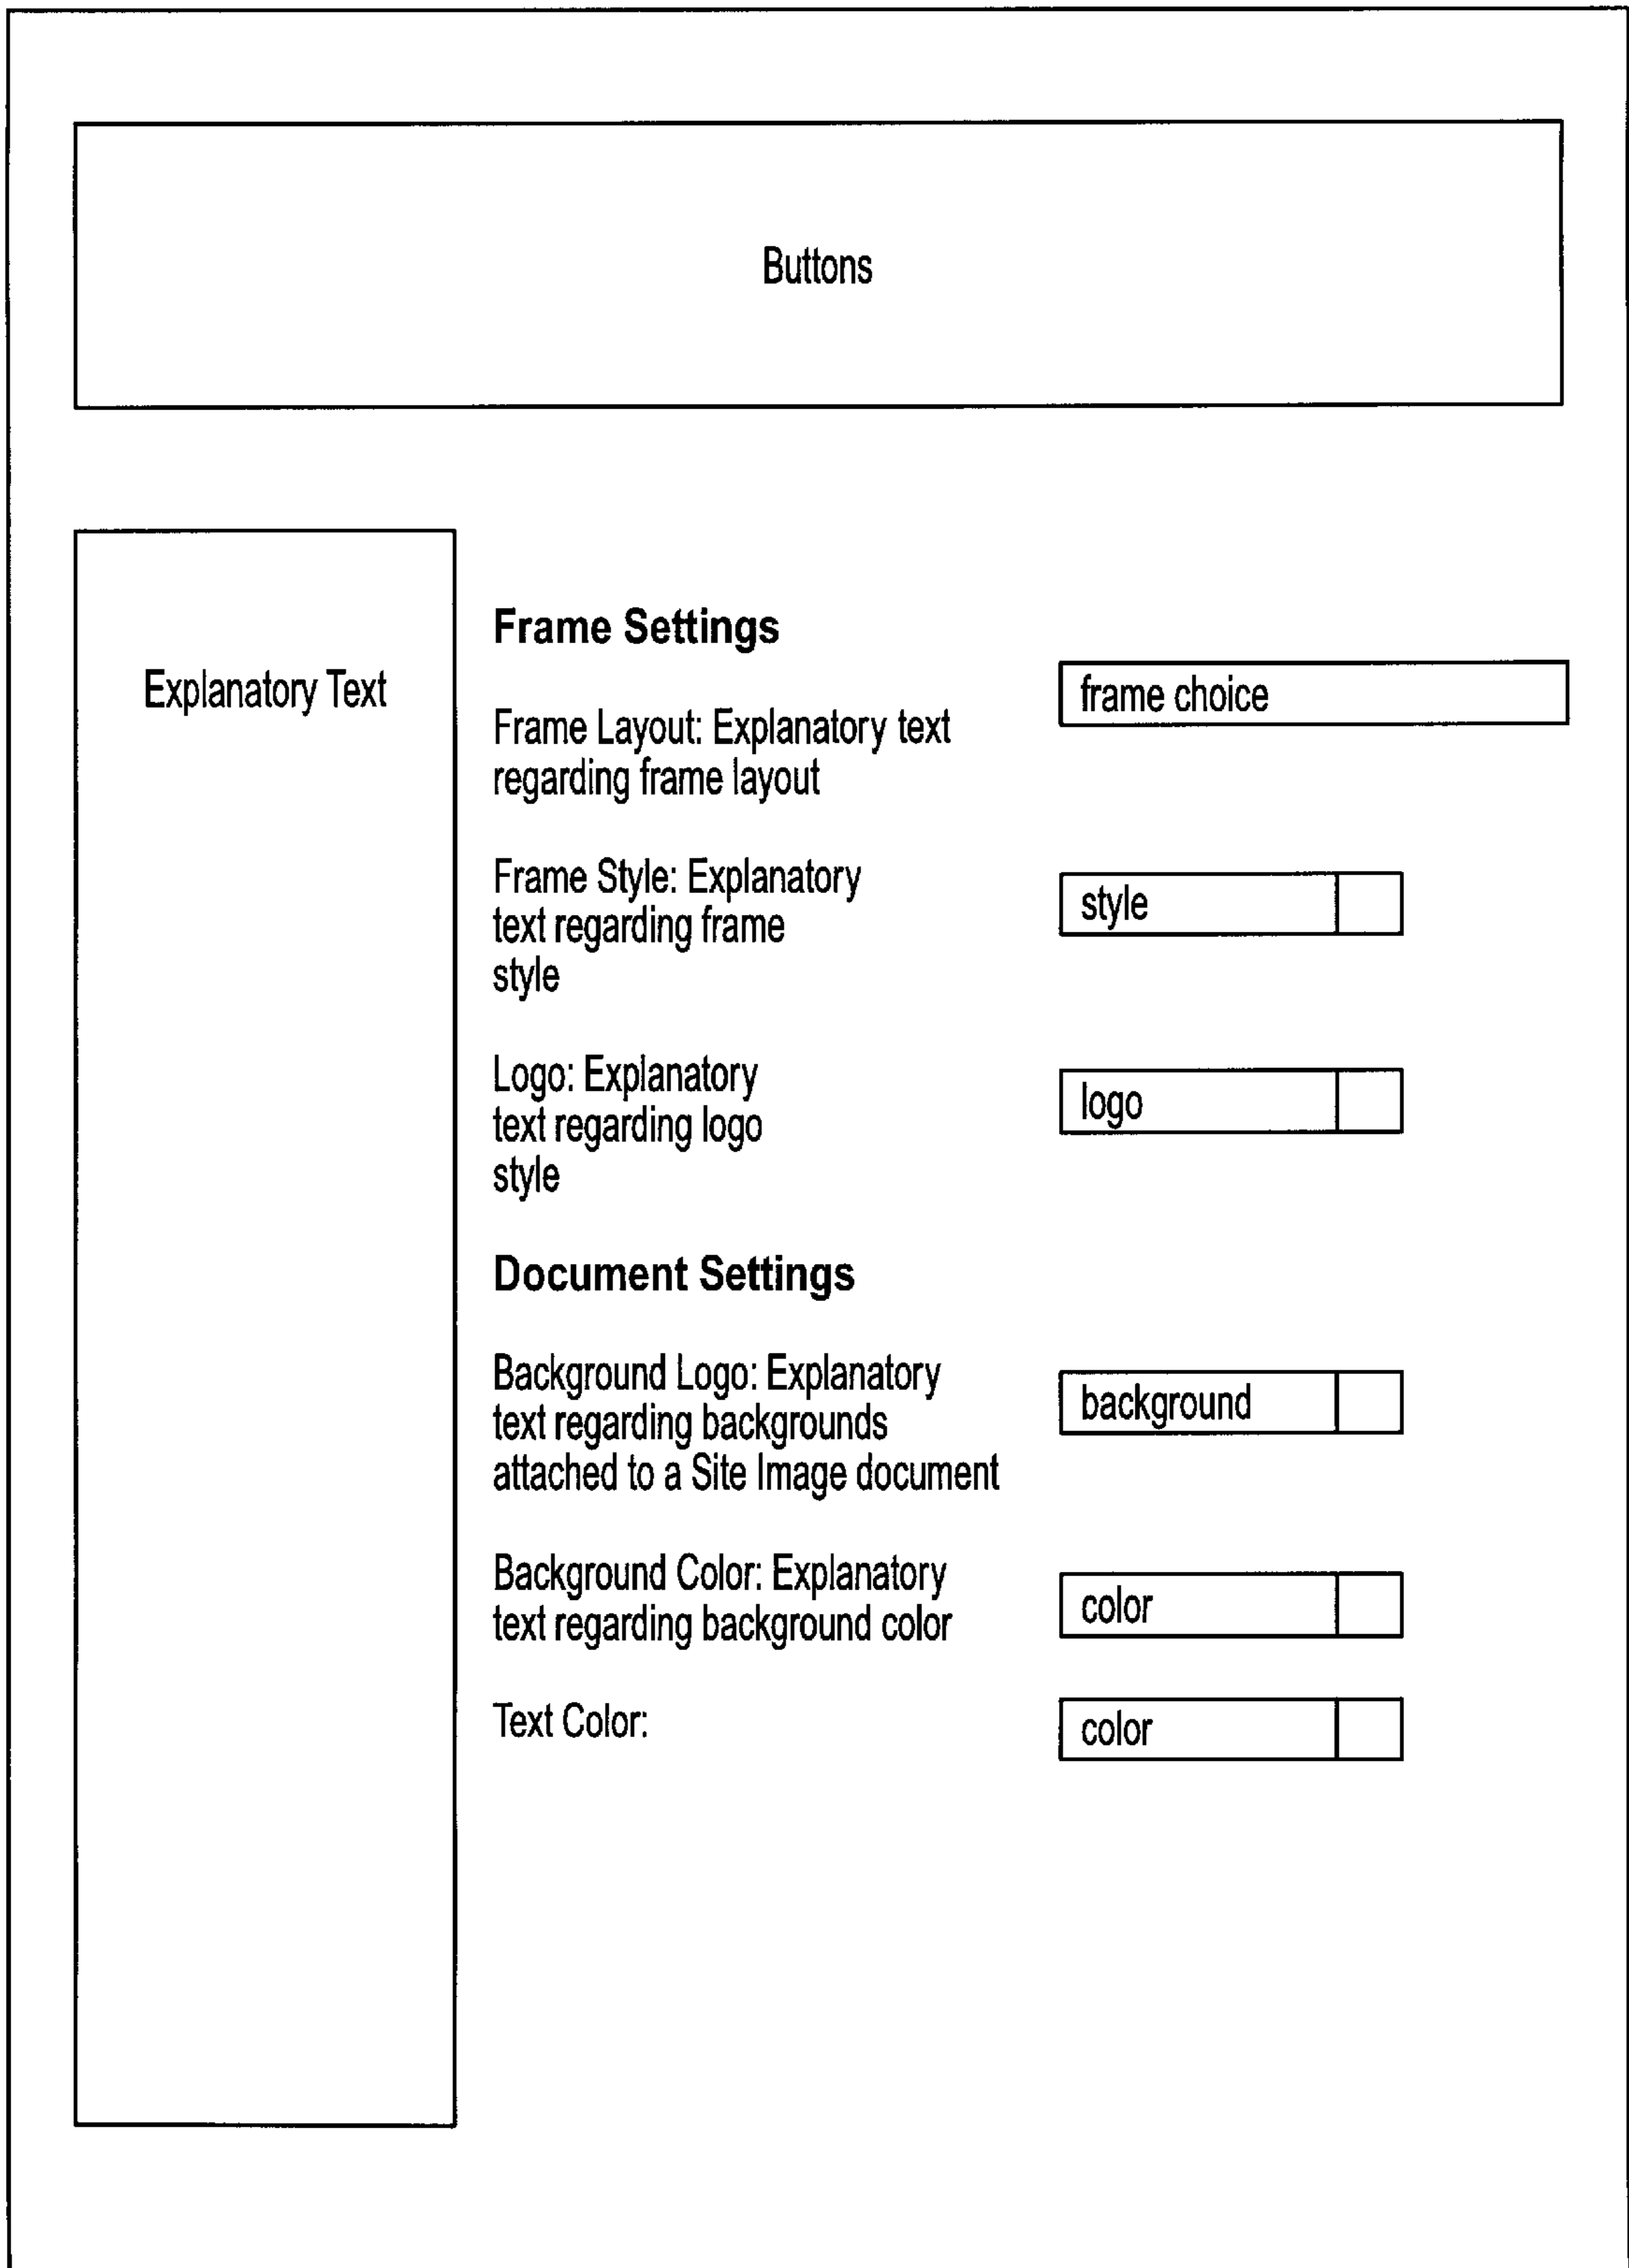 Buttons
Explanatory Text
Frame Settings
frame choice
Frame Layout: Explanatory text
regarding frame layout
Frame Style: Explanatory
text regarding frame
style
style
Logo: Explanatory
text regarding logo
style
logo
Document Settings
Background Logo: Explanatory
text regarding backgrounds
attached to a Site Image document
background
Background Color: Explanatory
text regarding background color
color
Text Color:
color